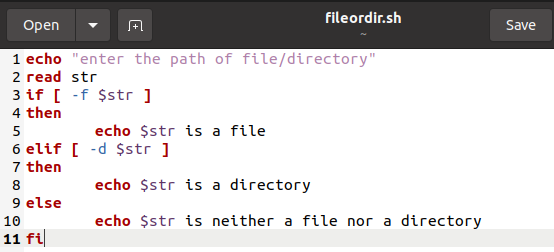 Open
fileordir.sh
~
Save
1 echo "enter the path of file/directory"
2 read str
3 if [ -f $str ]
4 then
5         echo $str is a file
6 elif [ -d $str ]
7 then
8         echo $str is a directory
9 else
10         echo $str is neither a file nor a directory
11 fi